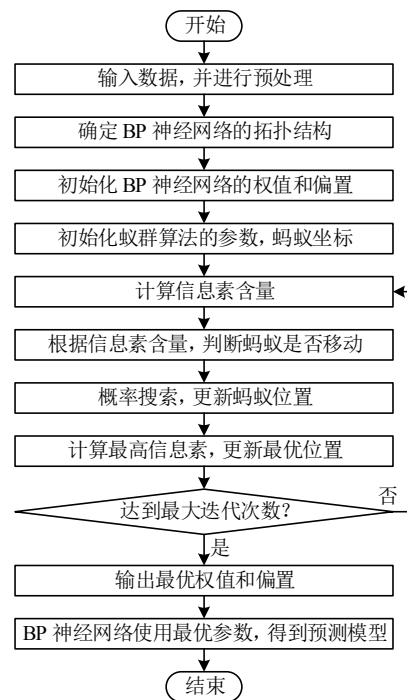 开始
输入数据，并进行预处理
确定 BP 神经网络的拓扑结构
初始化 BP 神经网络的权值和偏置
初始化蚁群算法的参数，蚂蚁坐标
计算信息素含量
根据信息素含量，判断蚂蚁是否移动
概率搜索，更新蚂蚁位置
计算最高信息素，更新最优位置
达到最大迭代次数？
否
是
输出最优权值和偏置
BP 神经网络使用最优参数，得到预测模型
结束